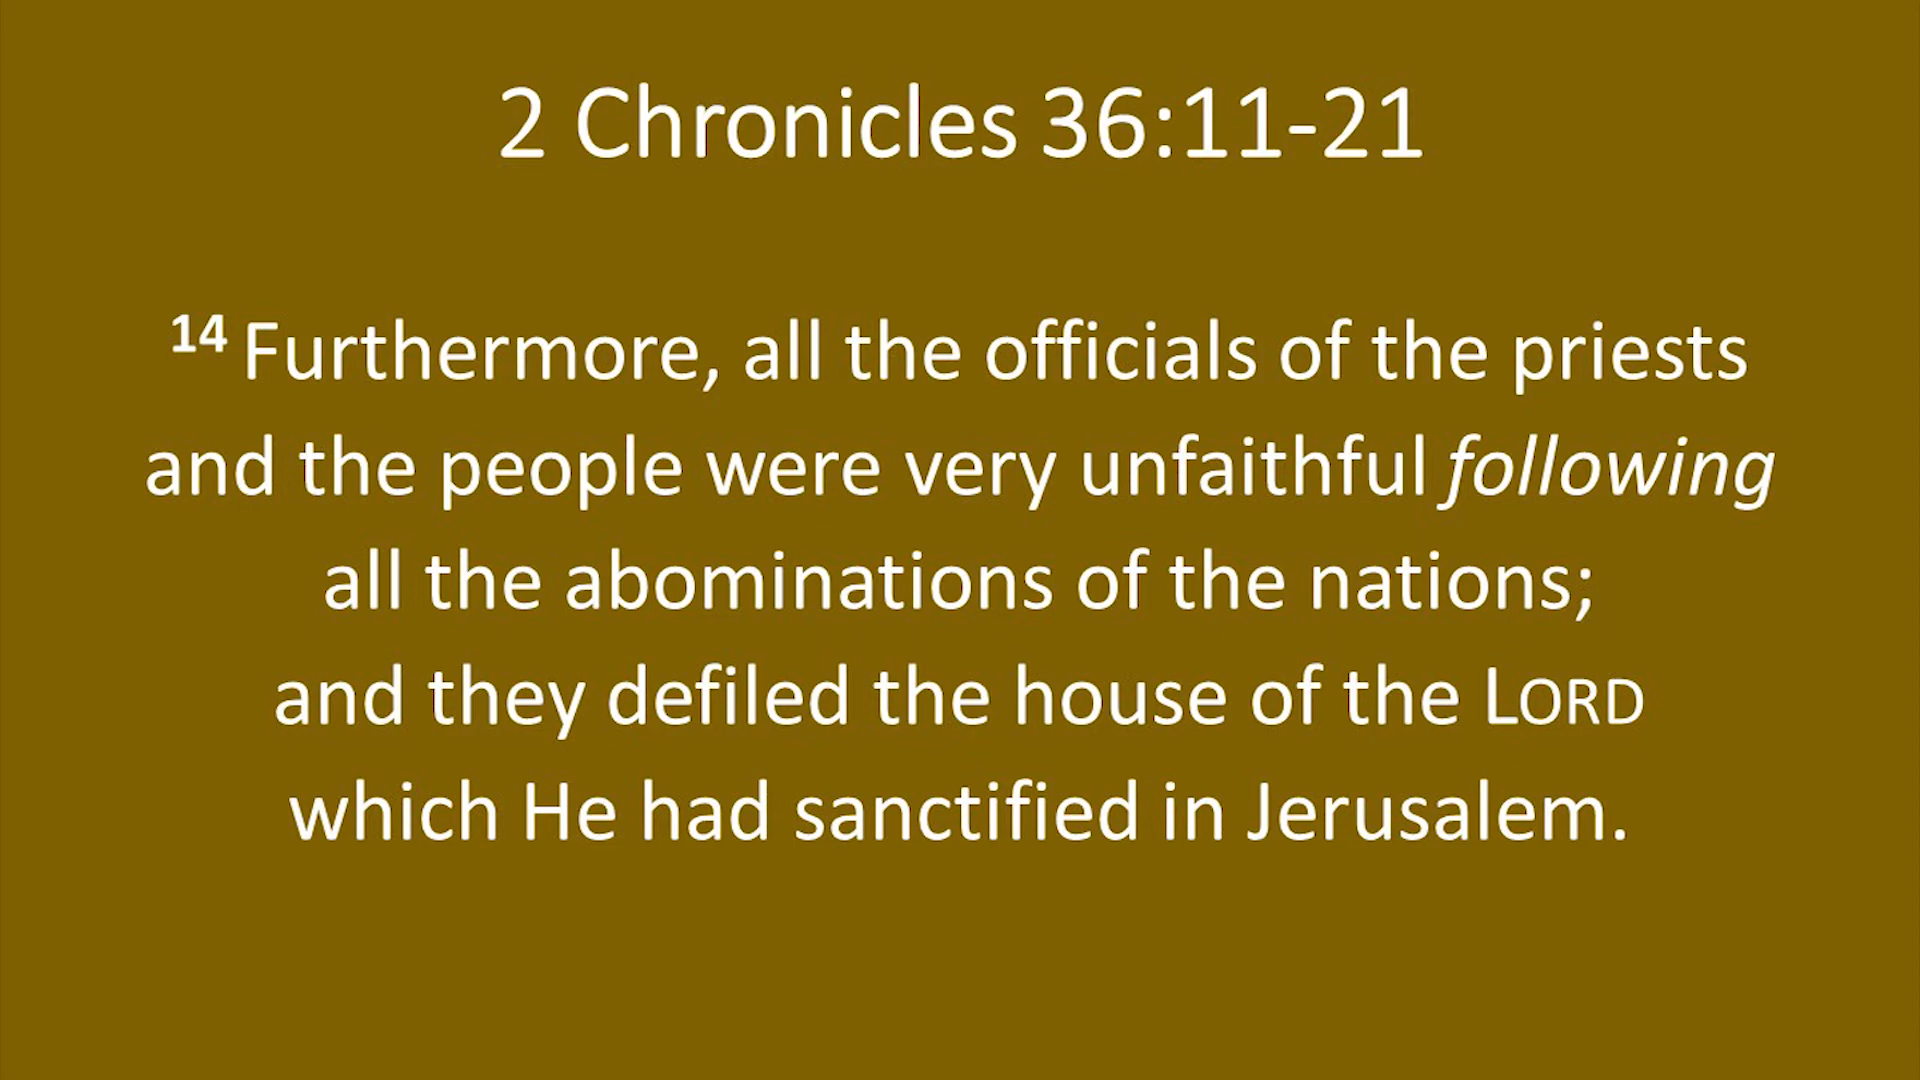 2 Chronicles 36:11-21
14 Furthermore, all the officials of the priests
and the people were very unfaithful following
all the abominations of the nations;
and they defiled the house of the LORD
which He had sanctified in Jerusalem.